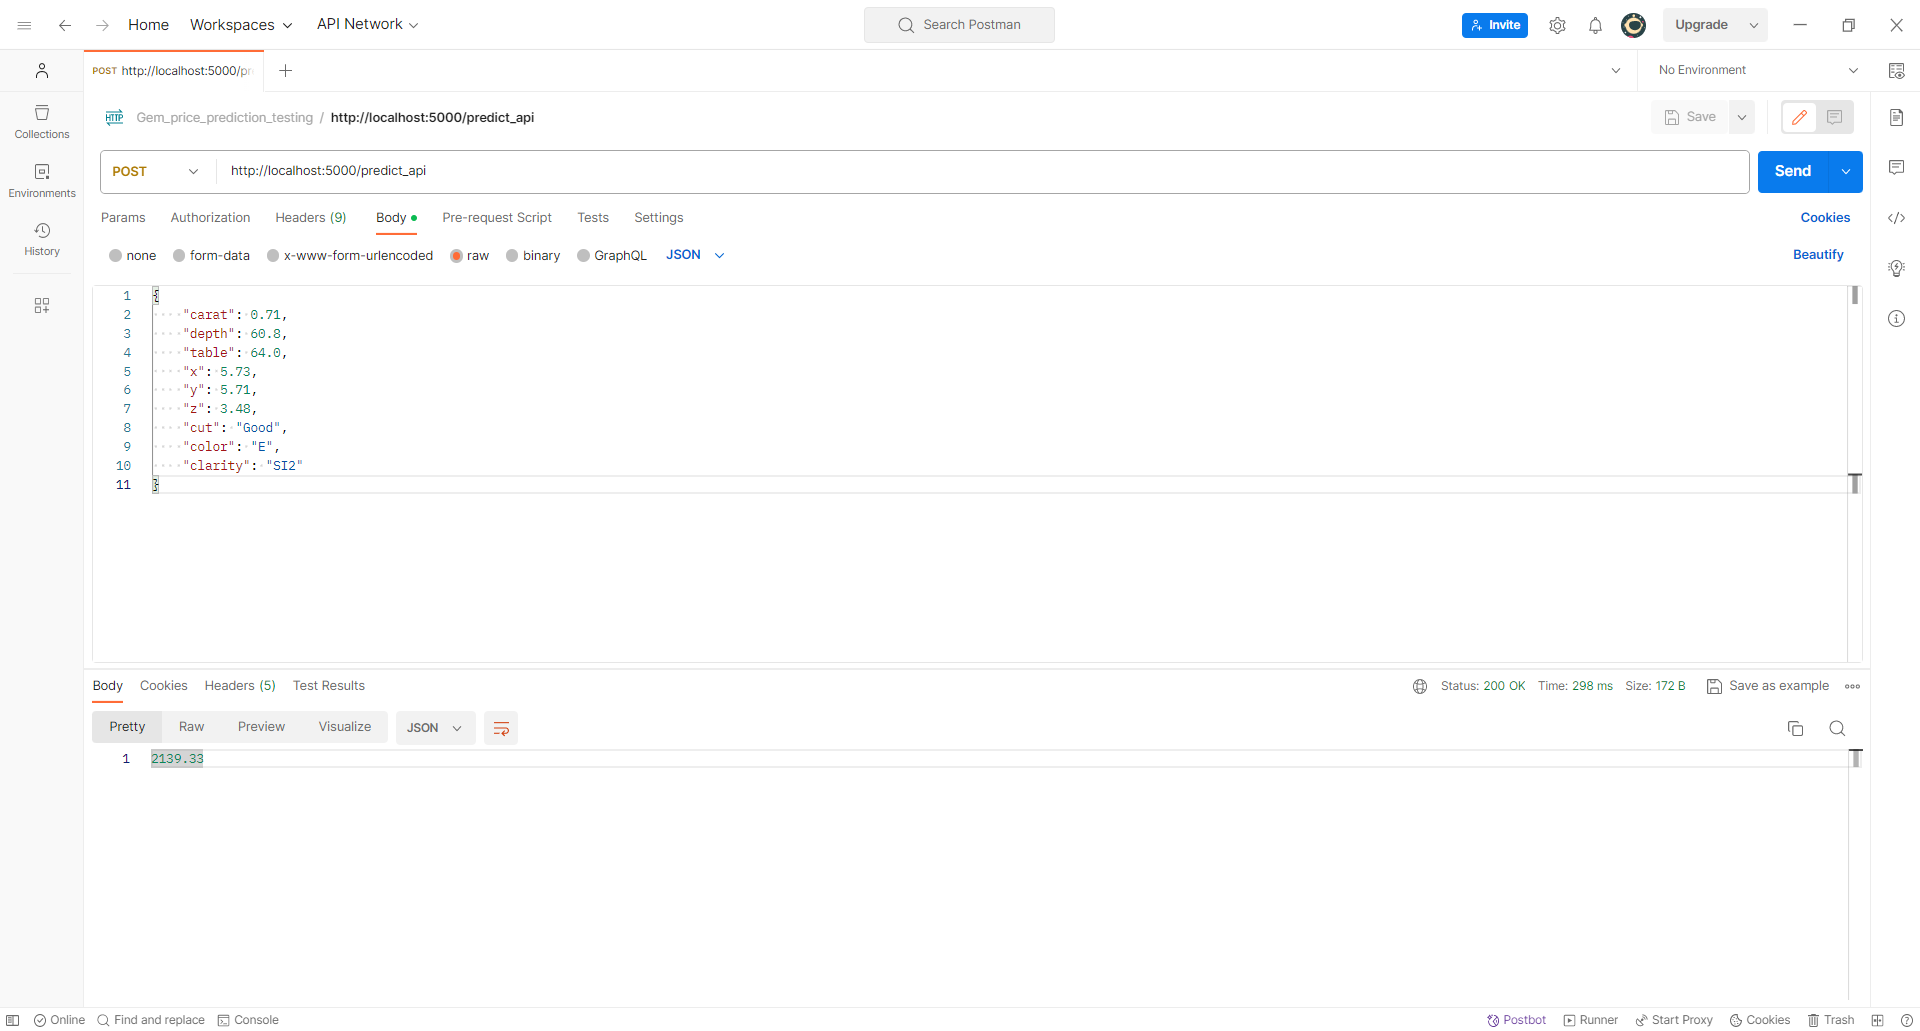 Home Workspaces API Network Search Postman Invite Upgrade
POST http://localhost:5000/pr No Environment
Gem_price_prediction_testing / http://localhost:5000/predict_api Save
Collections
POST http://localhost:5000/predict_api Send
Environments
Params Authorization Headers (9) Body Pre-request Script Tests Settings Cookies
History
none form-data x-www-form-urlencoded raw binary GraphQL JSON Beautify
1 {
2 "carat": 0.71,
3 "depth": 60.8,
4 "table": 64.0,
5 "x": 5.73,
6 "y": 5.71,
7 "z": 3.48,
8 "cut": "Good",
9 "color": "E",
10 "clarity": "SI2"
11 }
Body Cookies Headers (5) Test Results Status: 200 OK Time: 298 ms Size: 172 B Save as example
Pretty Raw Preview Visualize JSON
1 2139.33
Online Find and replace Console Postbot Runner Start Proxy Cookies Trash